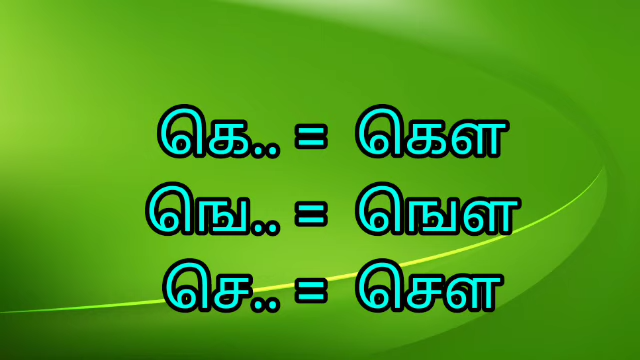 கெ.. = கௌ
ஙெ.. = ஙௌ
செ.. = சௌ